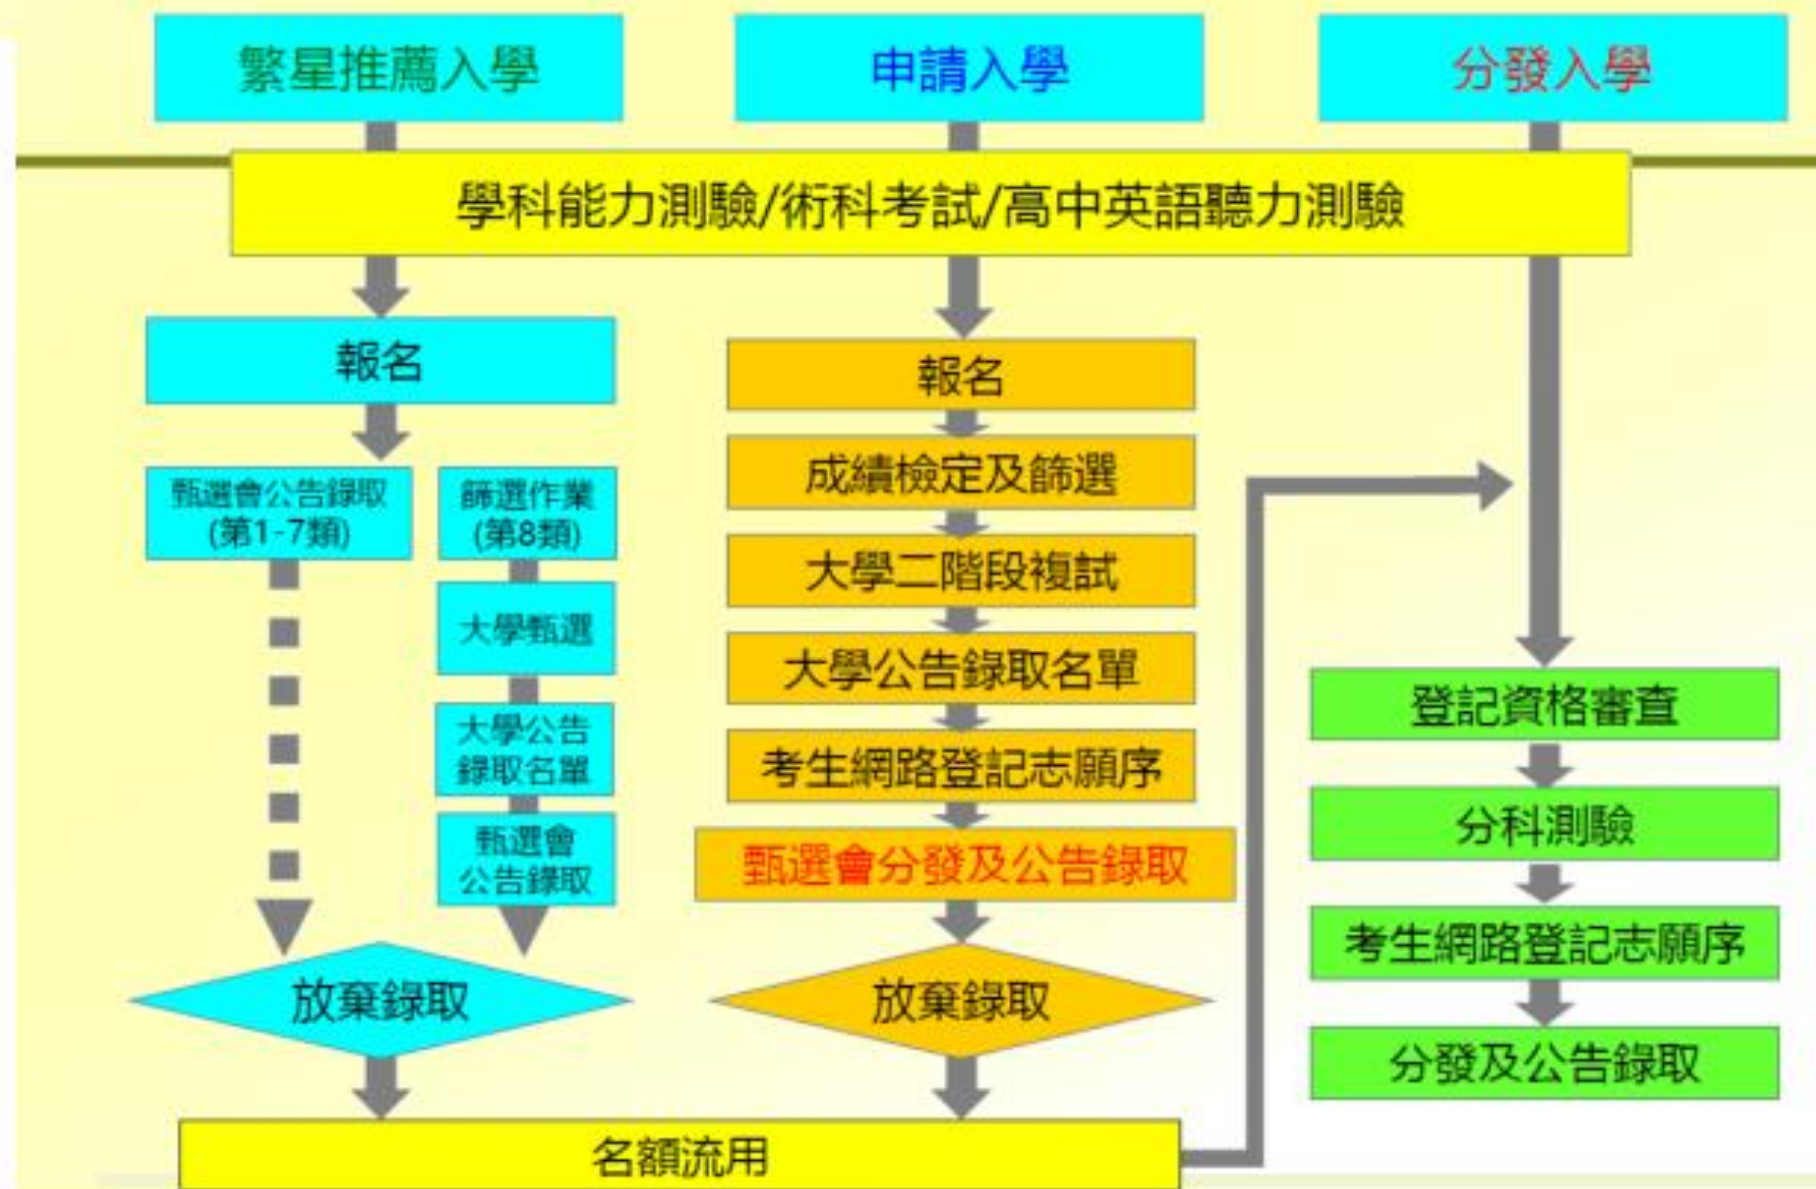 繁星推薦入學
申請入學
分發入學
學科能力測驗/術科考試/高中英語聽力測驗
報名
甄選會公告錄取
(第1-7類)
篩選作業
(第8類)
大學甄選
大學公告
錄取名單
甄選會
公告錄取
放棄錄取
報名
成績檢定及篩選
大學二階段複試
大學公告錄取名單
考生網路登記志願序
甄選會分發及公告錄取
放棄錄取
名額流用
登記資格審查
分科測驗
考生網路登記志願序
分發及公告錄取